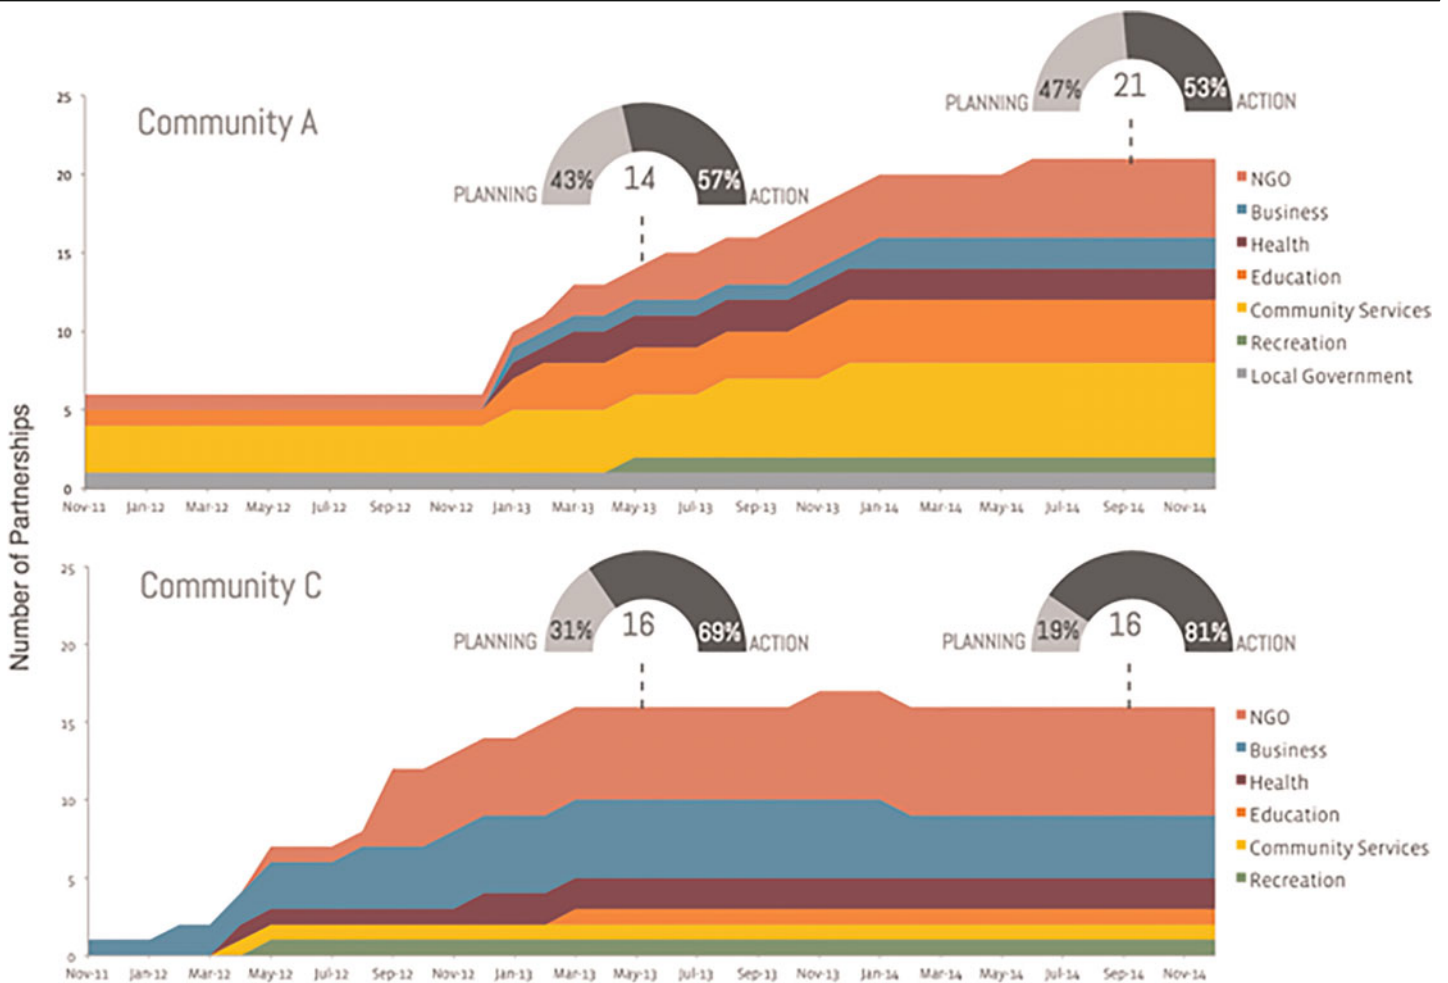 47% 21 53%
PLANNING ACTION
25
Community A
43% 14 57%
PLANNING ACTION
20
15
10
5
0
NGO
Business
Health
Education
Community Services
Recreation
Local Government
Nov-11 Jan-12 Mar-12 May-12 Jul-12 Sep-12 Nov-12 Jan-13 Mar-13 May-13 Jul-13 Sep-13 Nov-13 Jan-14 Mar-14 May-14 Jul-14 Sep-14 Nov-14
Number of Partnerships
25
Community C
31% 16 69%
PLANNING ACTION
19% 16 81%
PLANNING ACTION
20
15
10
5
0
NGO
Business
Health
Education
Community Services
Recreation
Nov-11 Jan-12 Mar-12 May-12 Jul-12 Sep-12 Nov-12 Jan-13 Mar-13 May-13 Jul-13 Sep-13 Nov-13 Jan-14 Mar-14 May-14 Jul-14 Sep-14 Nov-14